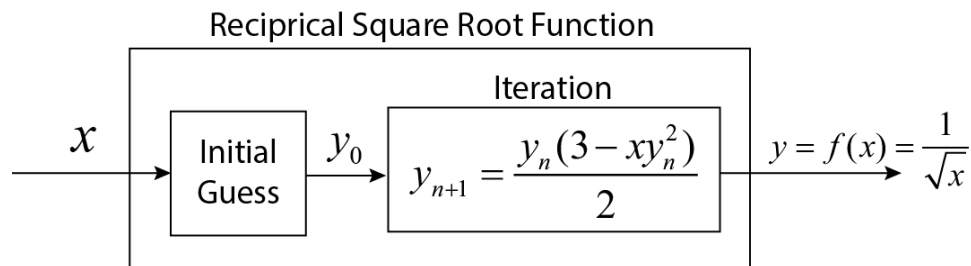 Reciprical Square Root Function
Iteration
x
Initial
Guess
y₀
yₙ₊₁ = yₙ(3 − xyₙ²) / 2
y = f(x) = 1 / √x